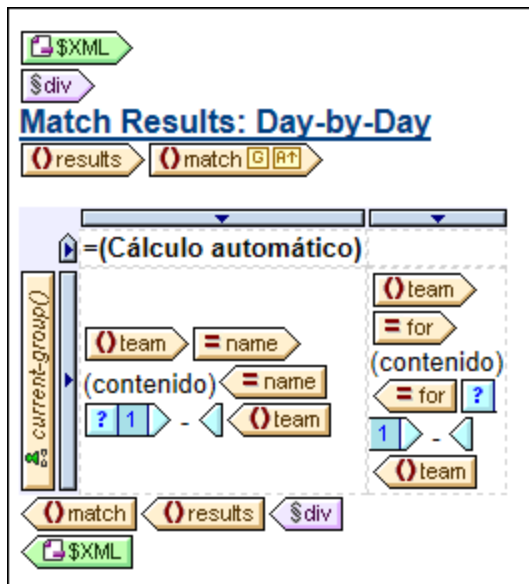 $XML
§div
Match Results: Day-by-Day
()results ()match G A↑
=(Cálculo automático)
current-group()
()team = name
(contenido) = name
? 1 - ()team
()team
= for
(contenido)
= for ?
1 -
()team
()match ()results §div
$XML